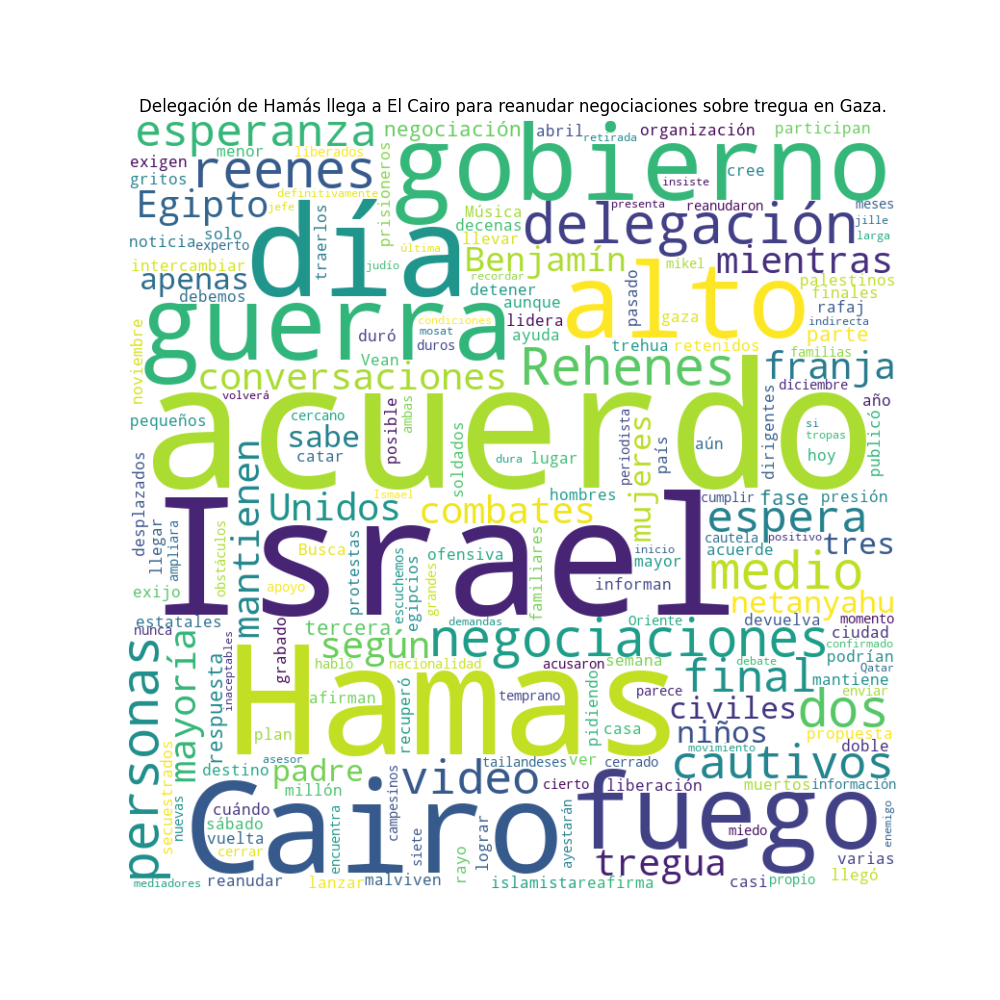 Delegación de Hamás llega a El Cairo para reanudar negociaciones sobre tregua en Gaza.
esperanza
negociación
abril
retirada
organización
participan
gobierno
exigen
menor
liberados
reenes
prisioneros
insiste
cree
gritos
definitivamente
Egipto
jefe
Música
presenta
reanudaron
meses
jille
día
decenas
delegación
noticia
solo
experto
traerlos
última
llevar
larga
mientras
intercambiar
judío
Benjamín
mikel
apenas
recordar
detener
alto
pasado
palestinos
finales
debemos
aunque
rafaj
guerra
condiciones
lidera
gaza
indirecta
noviembre
duró
mosat
duros
ayuda
parte
trehua
retenidos
Vean
Rehenes
familias
franja
conversaciones
diciembre
volverá
ambas
año
acuerdo
pequeños
cercano
posible
periodista
dirigentes
publicó
si
tropas
sabe
mujeres
país
aún
hoy
catar
soldados
dura
lugar
desplazados
mantienen
Ismael
hombres
cumplir
fase
presión
Unidos
combates
espera
llegar
ampliara
obstáculos
Israel
cautela
positivo
acuerde
tres
Busca
protestas
escuchemos
egipcios
ofensiva
familiares
inicio
mayor
medio
exijo
apoyo
grandes
informan
netanyahu
estatales
tercera
demandas
Oriente
devuelva
momento
nunca
mayoría
según
negociaciones
ciudad
confirmado
personas
respuesta
inaceptables
grabado
habló
nacionalidad
acusaron
semana
debate
podrían
Qatar
Hamas
final
mantiene
afirman
recuperó
temprano
parece
enviar
pidiendo
civiles
dos
plan
casa
niños
propuesta
movimiento
doble
secuestrados
asesor
tailandeses
ver
cerrado
cautivos
nuevas
destino
padre
video
cierto
liberación
muertos
información
millón
Cairo
fuego
cuándo
campesinos
sábado
siete
ayestarán
miedo
enemigo
vuelta
encuentra
lograr
cerrar
rayo
tregua
varias
mediadores
reanudar
lanzar
malviven
islamistareafirma
casi
propio
llegó